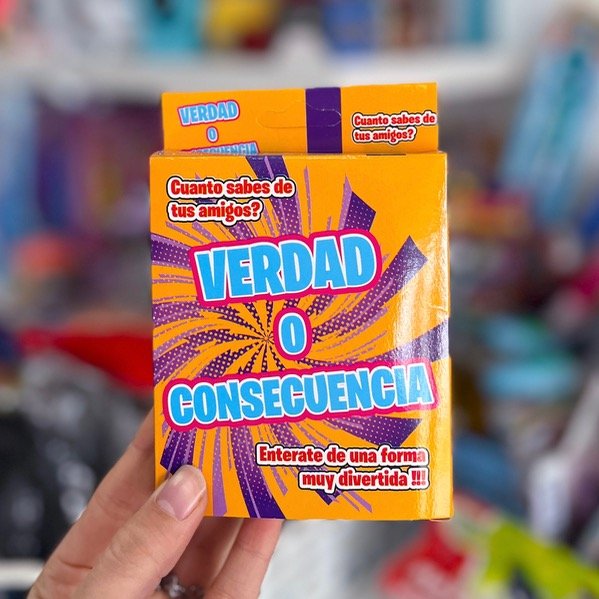 VERDAD
O
CONSECUENCIA
Cuanto sabes de
tus amigos?
Cuanto sabes de
tus amigos?
VERDAD
O
CONSECUENCIA
Enterate de una forma
muy divertida !!!